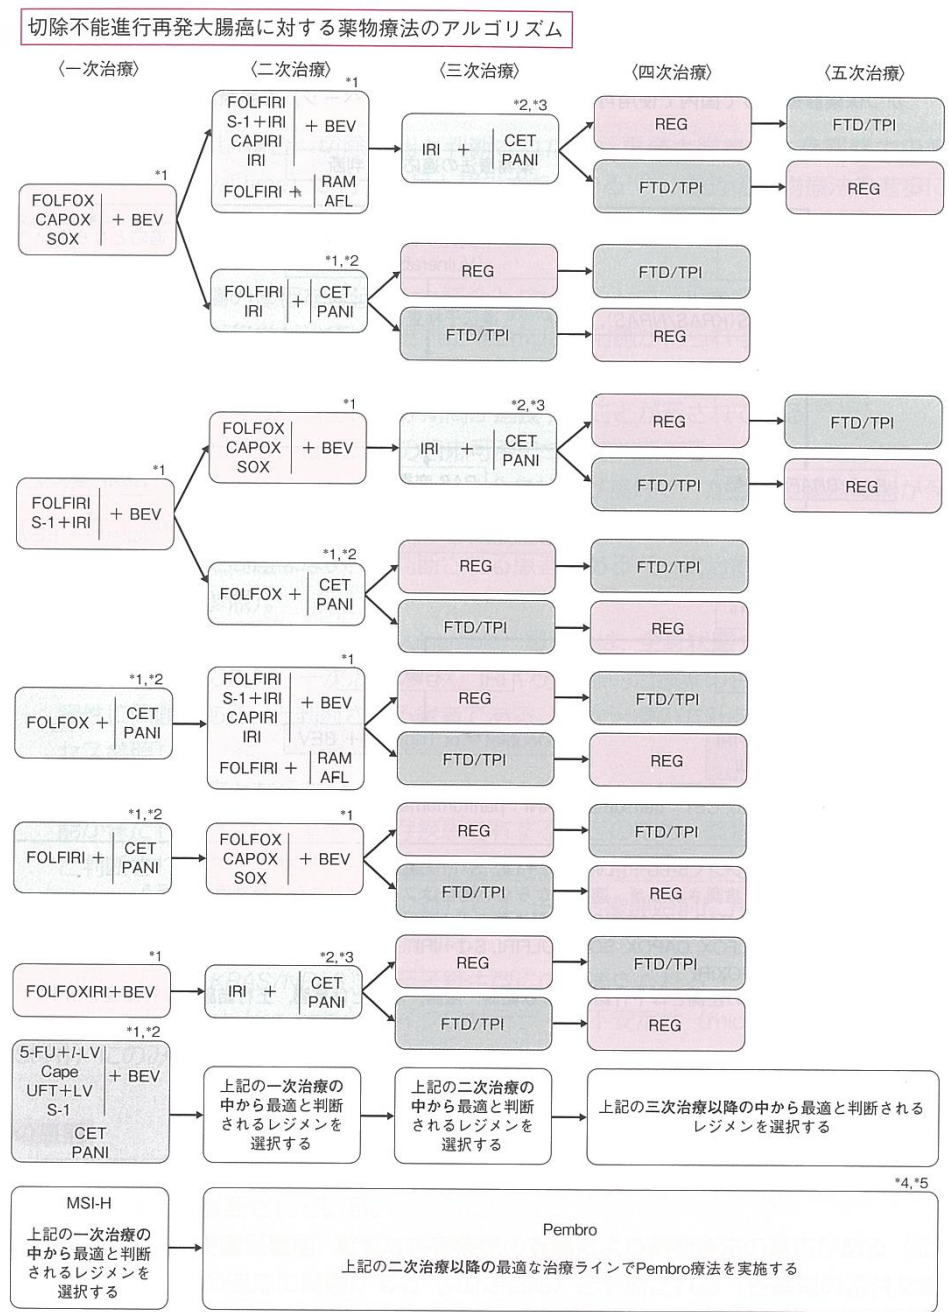 切除不能進行再発大腸癌に対する薬物療法のアルゴリズム
〈一次治療〉
〈二次治療〉
〈三次治療〉
〈四次治療〉
〈五次治療〉
*1
FOLFOX
CAPOX
SOX
+ BEV
*1
FOLFIRI
S-1+IRI
CAPIRI
IRI
+ BEV
FOLFIRI +
RAM
AFL
*2,*3
IRI +
CET
PANI
REG
FTD/TPI
FTD/TPI
REG
*1,*2
FOLFIRI
IRI
+
CET
PANI
REG
FTD/TPI
FTD/TPI
REG
*1
FOLFIRI
S-1+IRI
+ BEV
*1
FOLFOX
CAPOX
SOX
+ BEV
*2,*3
IRI +
CET
PANI
REG
FTD/TPI
FTD/TPI
REG
*1,*2
FOLFOX +
CET
PANI
REG
FTD/TPI
FTD/TPI
REG
*1,*2
FOLFOX +
CET
PANI
*1
FOLFIRI
S-1+IRI
CAPIRI
IRI
+ BEV
FOLFIRI +
RAM
AFL
REG
FTD/TPI
FTD/TPI
REG
*1,*2
FOLFIRI +
CET
PANI
*1
FOLFOX
CAPOX
SOX
+ BEV
REG
FTD/TPI
FTD/TPI
REG
*1
FOLFOXIRI+BEV
*2,*3
IRI +
CET
PANI
REG
FTD/TPI
FTD/TPI
REG
*1,*2
5-FU+l-LV
Cape
UFT+LV
S-1
+ BEV
CET
PANI
上記の一次治療の
中から最適と判断
されるレジメンを
選択する
上記の二次治療の
中から最適と判断
されるレジメンを
選択する
上記の三次治療以降の中から最適と判断される
レジメンを選択する
MSI-H
上記の一次治療の
中から最適と判断
されるレジメンを
選択する
*4,*5
Pembro
上記の二次治療以降の最適な治療ラインでPembro療法を実施する